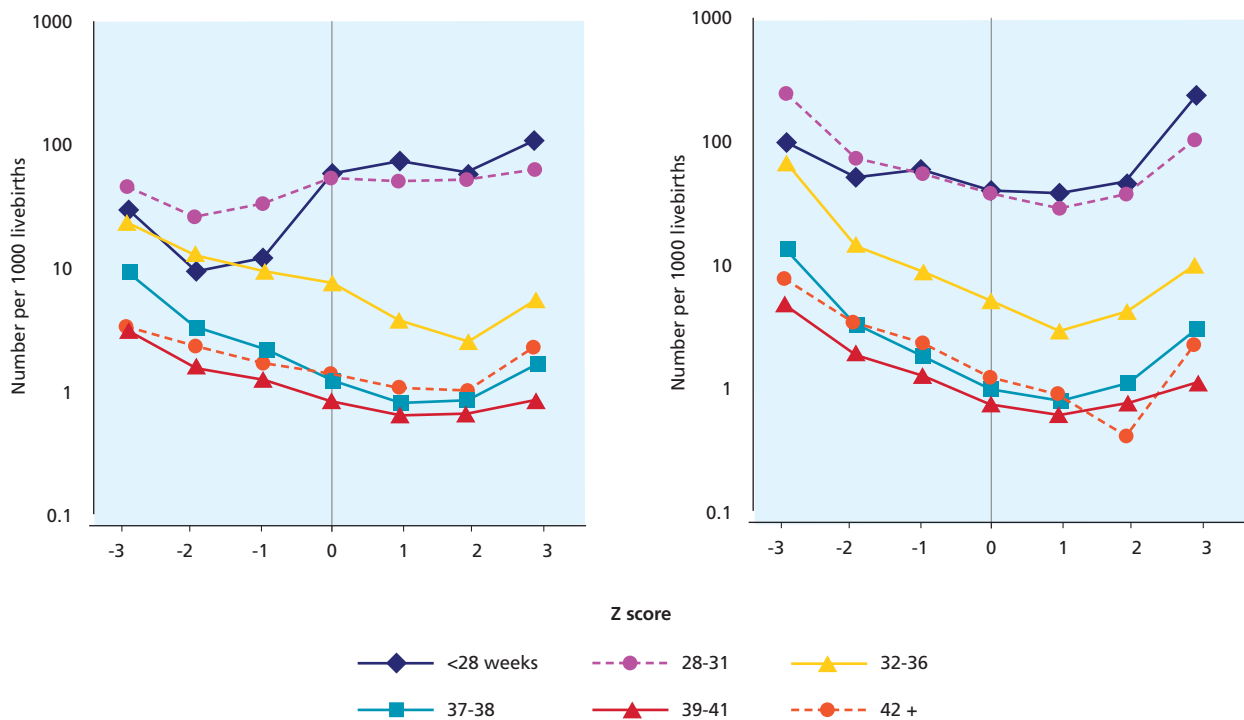 Number per 1000 livebirths
1000
100
10
1
0.1
-3 -2 -1 0 1 2 3
Number per 1000 livebirths
1000
100
10
1
0.1
-3 -2 -1 0 1 2 3
Z score
<28 weeks 28-31 32-36
37-38 39-41 42 +